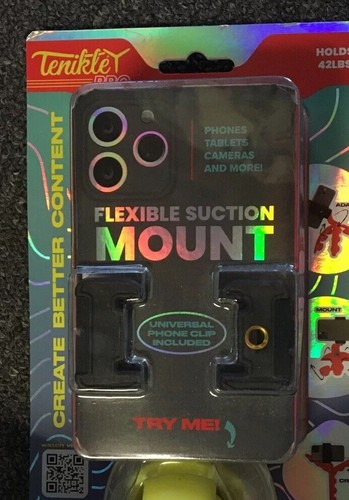 Tenikle
PRO
HOLDS
42LBS
CREATE BETTER CONTENT
PHONES
TABLETS
CAMERAS
AND MORE!
FLEXIBLE SUCTION
MOUNT
UNIVERSAL
PHONE CLIP
INCLUDED
TRY ME!
ADA
MOUNT